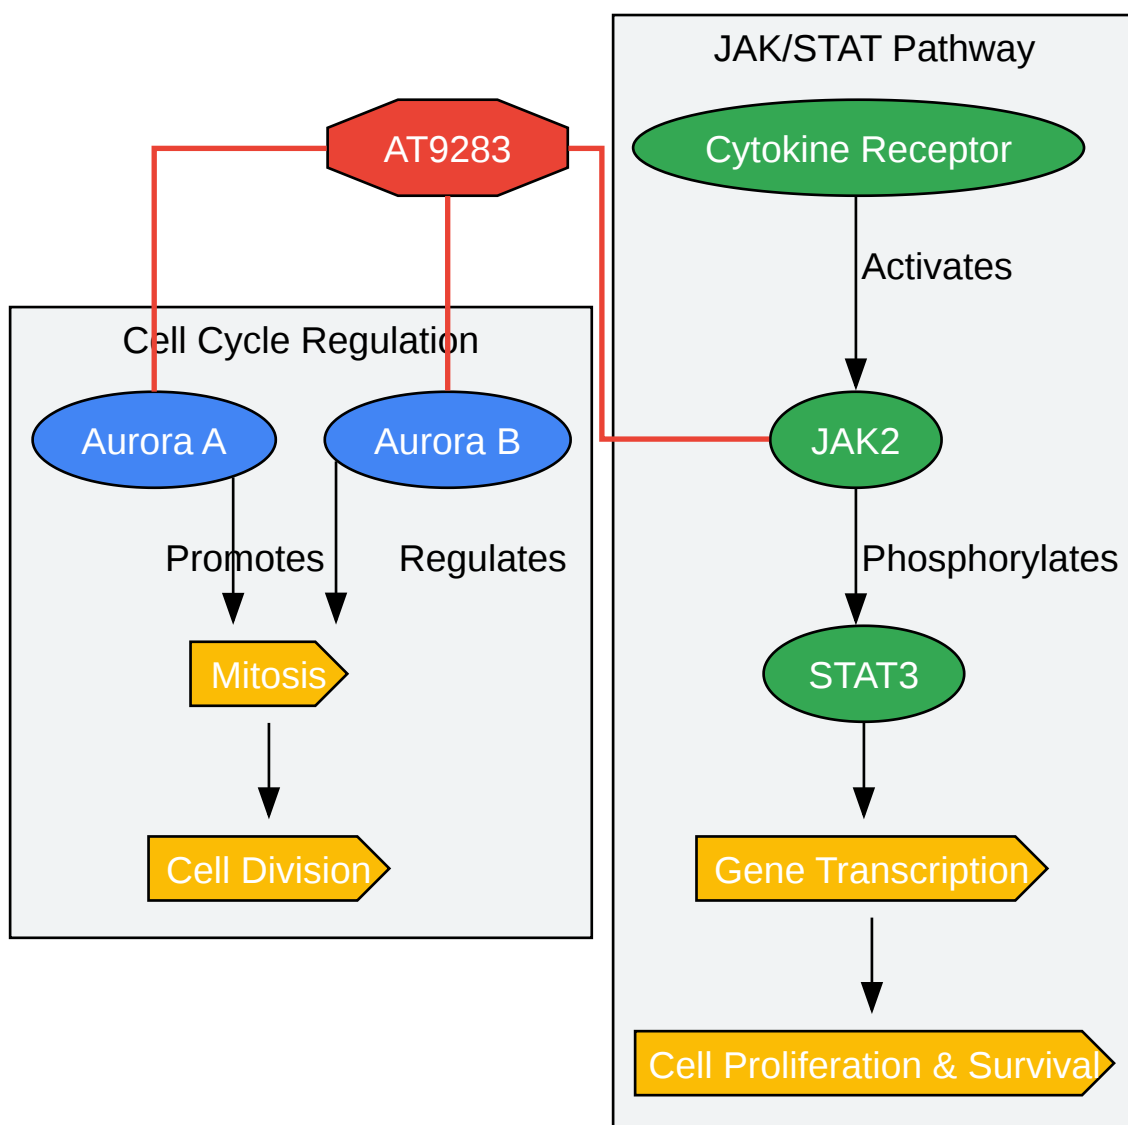 JAK/STAT Pathway
AT9283
Cytokine Receptor
Activates
Cell Cycle Regulation
Aurora A
Aurora B
JAK2
Promotes
Regulates
Phosphorylates
Mitosis
STAT3
Cell Division
Gene Transcription
Cell Proliferation & Survival